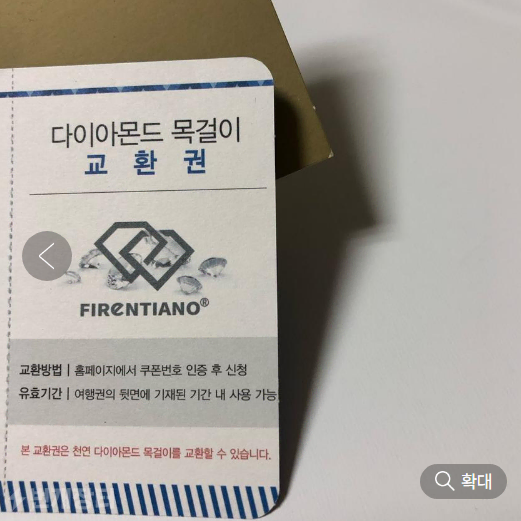 다이아몬드 목걸이
교 환 권
FIRENTIANO®
교환방법 | 홈페이지에서 쿠폰번호 인증 후 신청
유효기간 | 여행권의 뒷면에 기재된 기간 내 사용 가능
본 교환권은 천연 다이아몬드 목걸이를 교환할 수 있습니다.
확대